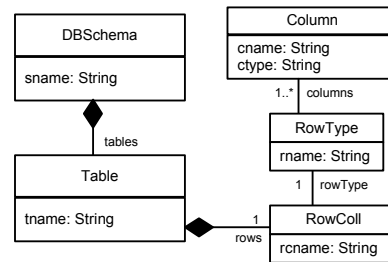 DBSchema
sname: String
tables
Table
tname: String
Column
cname: String
ctype: String
1..* columns
RowType
rname: String
1 rowType
1
rows
RowColl
rcname: String